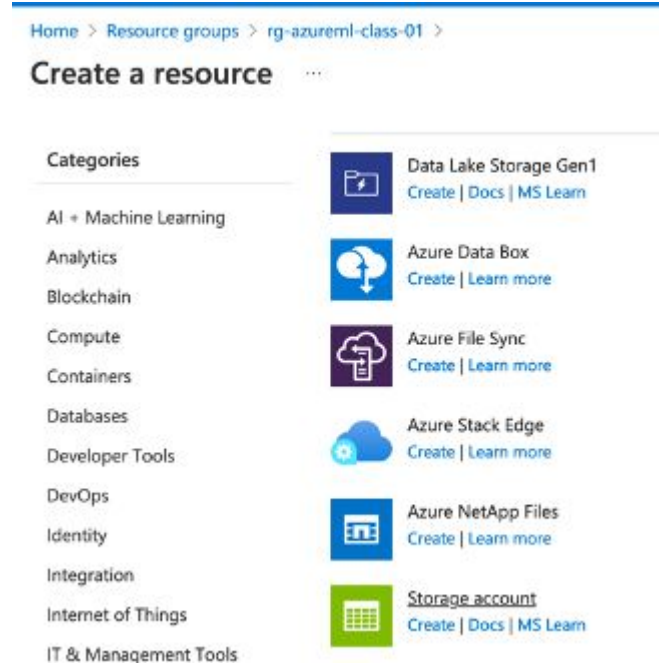 Home > Resource groups > rg-azureml-class-01 >
Create a resource ...
Categories
AI + Machine Learning
Analytics
Blockchain
Compute
Containers
Databases
Developer Tools
DevOps
Identity
Integration
Internet of Things
IT & Management Tools
Data Lake Storage Gen1
Create | Docs | MS Learn
Azure Data Box
Create | Learn more
Azure File Sync
Create | Learn more
Azure Stack Edge
Create | Learn more
Azure NetApp Files
Create | Learn more
Storage account
Create | Docs | MS Learn